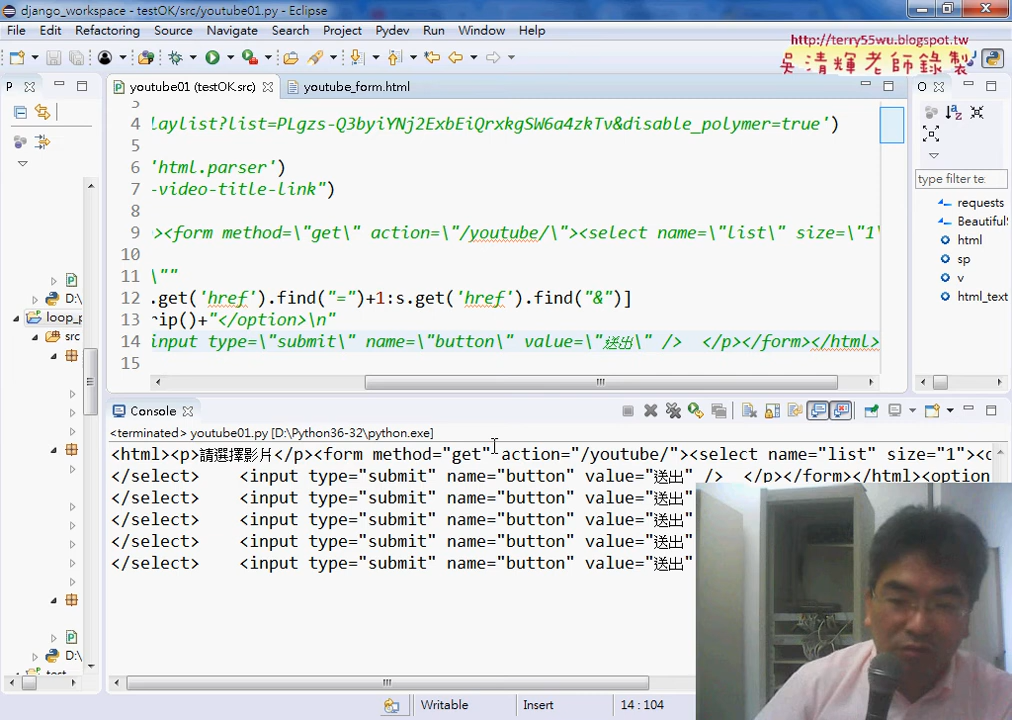 django_workspace - testOK/src/youtube01.py - Eclipse
File Edit Refactoring Source Navigate Search Project Pydev Run Window Help
http://terry55wu.blogspot.tw
吳清輝老師錄製
P
youtube01 (testOK src)
youtube_form.html
O
4 laylist?list=PLgzs-Q3byiYNj2ExbEiQrxkgSW6a4zkTv&disable_polymer=true')
5
6 'html.parser')
7 -video-title-link")
8
9 ><form method=\"get\" action=\"/youtube/\"><select name=\"list\" size=\"1\
10
11 \""
12 .get('href').find("=")+1:s.get('href').find("&")]
13 rip()+"</option>\n"
14 input type=\"submit\" name=\"button\" value=\"送出\" />  </p></form></html>
15
type filter te
requests
Beautiful
html
sp
v
html_text
P
D:\
loop_p
src
P
D:\
test
Console
<terminated> youtube01.py [D:\Python36-32\python.exe]
<html><p>請選擇影片</p><form method="get" action="/youtube/"><select name="list" size="1"><o
</select>    <input type="submit" name="button" value="送出" />  </p></form></html><option
</select>    <input type="submit" name="button" value="送出"
</select>    <input type="submit" name="button" value="送出"
</select>    <input type="submit" name="button" value="送出"
</select>    <input type="submit" name="button" value="送出"
Writable Insert 14 : 104